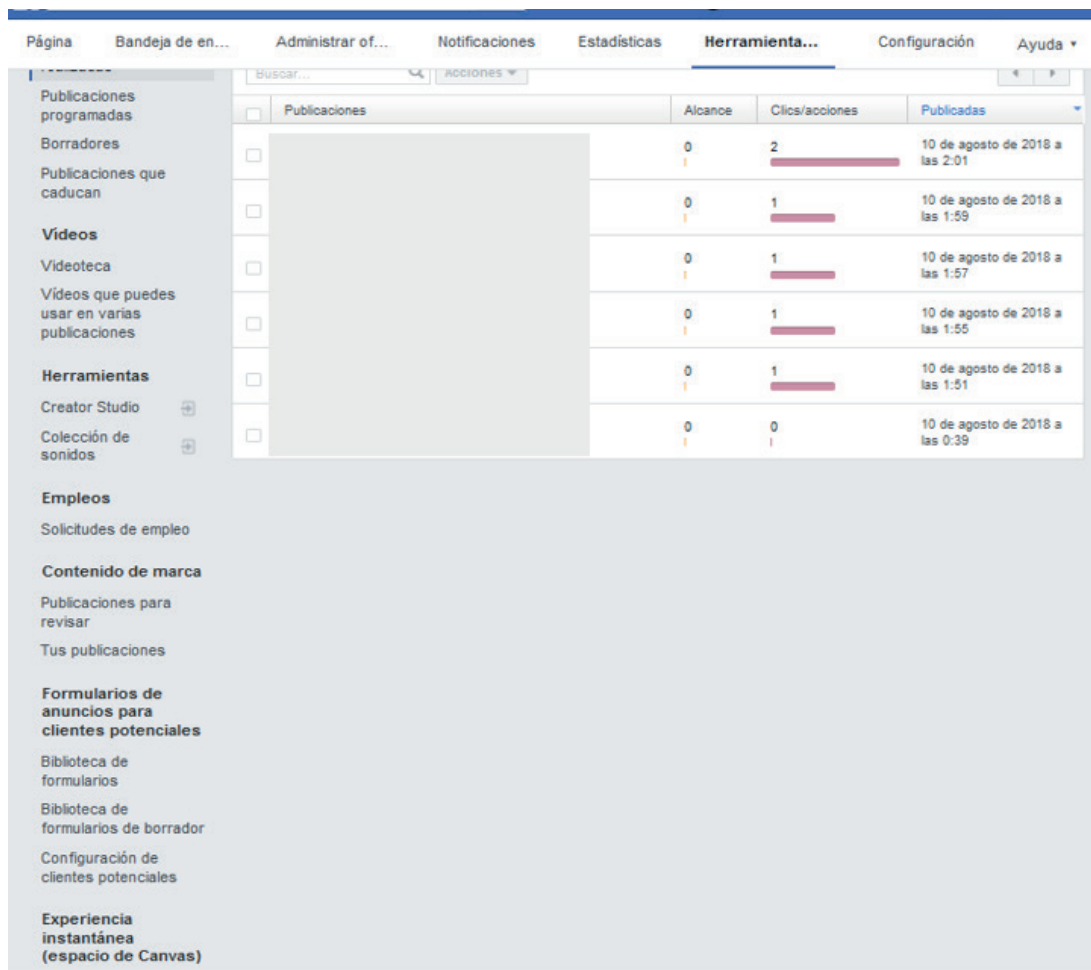 Página Bandeja de en... Administrar of... Notificaciones Estadísticas Herramienta... Configuración Ayuda
Buscar... Acciones
Publicaciones
programadas
Borradores
Publicaciones que
caducan
Vídeos
Videoteca
Vídeos que puedes
usar en varias
publicaciones
Herramientas
Creator Studio
Colección de
sonidos
Empleos
Solicitudes de empleo
Contenido de marca
Publicaciones para
revisar
Tus publicaciones
Formularios de
anuncios para
clientes potenciales
Biblioteca de
formularios
Biblioteca de
formularios de borrador
Configuración de
clientes potenciales
Experiencia
instantánea
(espacio de Canvas)
Publicaciones Alcance Clics/acciones Publicadas
0 2 10 de agosto de 2018 a
las 2:01
0 1 10 de agosto de 2018 a
las 1:59
0 1 10 de agosto de 2018 a
las 1:57
0 1 10 de agosto de 2018 a
las 1:55
0 1 10 de agosto de 2018 a
las 1:51
0 0 10 de agosto de 2018 a
las 0:39